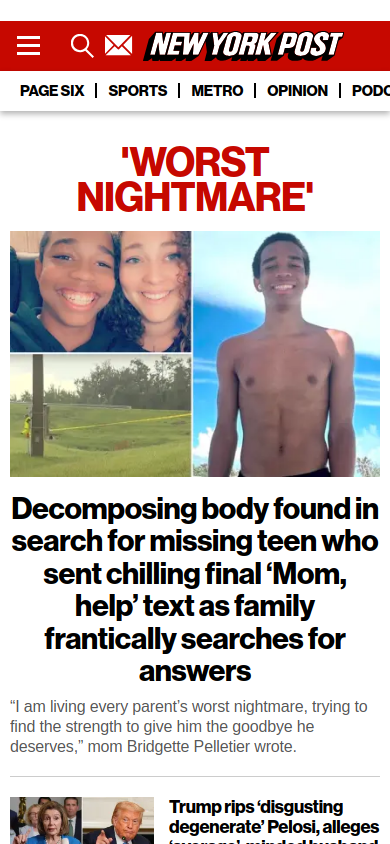 NEW YORK POST
PAGE SIX | SPORTS | METRO | OPINION |
'WORST
NIGHTMARE'
Decomposing body found in
search for missing teen who
sent chilling final ‘Mom,
help’ text as family
frantically searches for
answers
“I am living every parent’s worst nightmare, trying to
find the strength to give him the goodbye he
deserves,” mom Bridgette Pelletier wrote.
Trump rips ‘disgusting
degenerate’ Pelosi, alleges
‘average’-minded husband